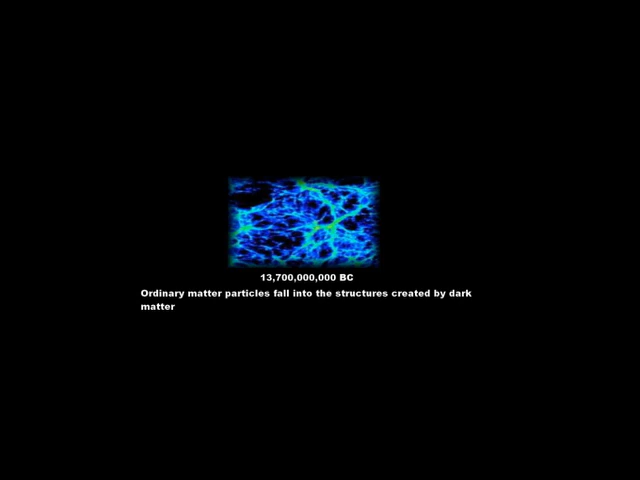 13,700,000,000 BC
Ordinary matter particles fall into the structures created by dark
matter